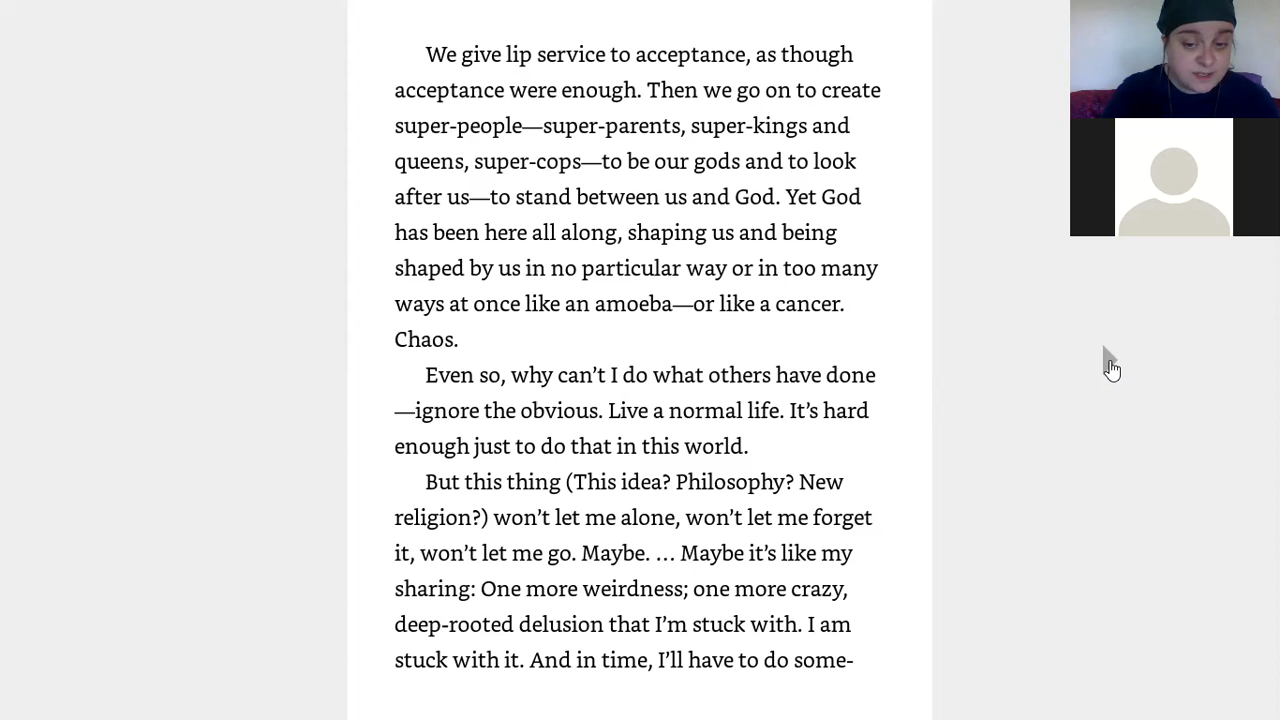 We give lip service to acceptance, as though
acceptance were enough. Then we go on to create
super-people—super-parents, super-kings and
queens, super-cops—to be our gods and to look
after us—to stand between us and God. Yet God
has been here all along, shaping us and being
shaped by us in no particular way or in too many
ways at once like an amoeba—or like a cancer.
Chaos.
Even so, why can’t I do what others have done
—ignore the obvious. Live a normal life. It’s hard
enough just to do that in this world.
But this thing (This idea? Philosophy? New
religion?) won’t let me alone, won’t let me forget
it, won’t let me go. Maybe. … Maybe it’s like my
sharing: One more weirdness; one more crazy,
deep-rooted delusion that I’m stuck with. I am
stuck with it. And in time, I’ll have to do some-